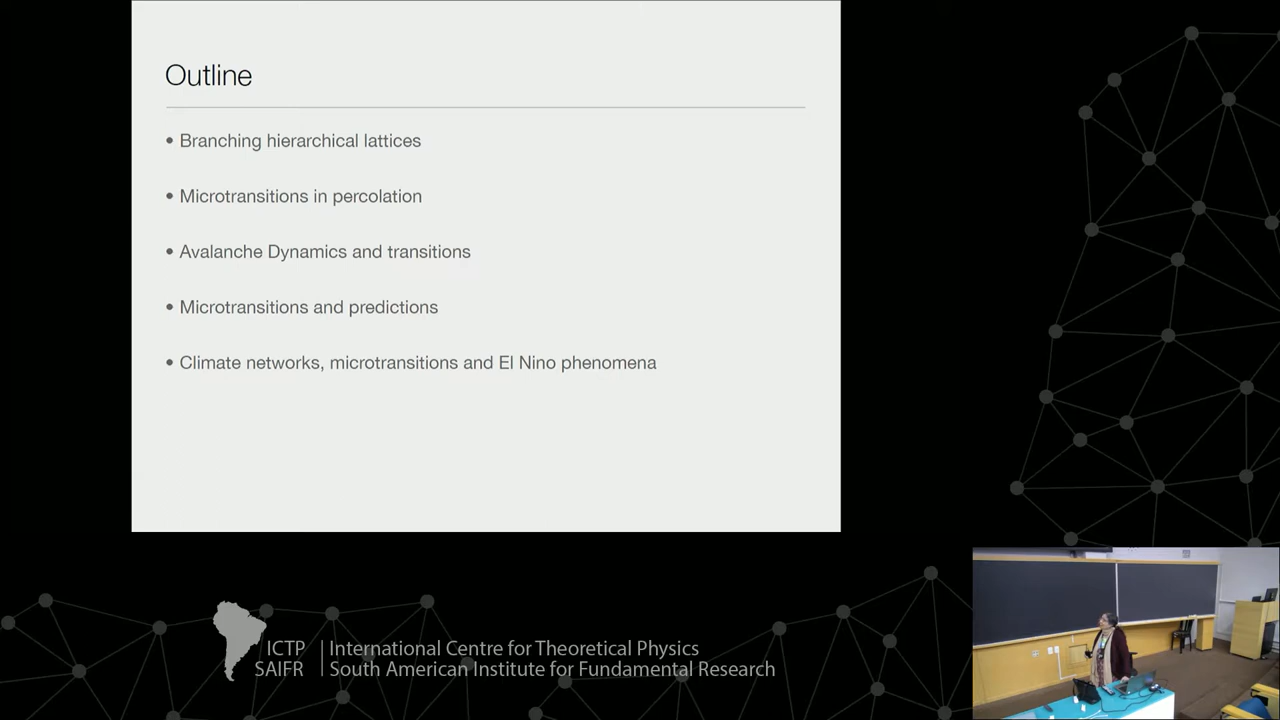 Outline
• Branching hierarchical lattices
• Microtransitions in percolation
• Avalanche Dynamics and transitions
• Microtransitions and predictions
• Climate networks, microtransitions and El Nino phenomena
ICTP | International Centre for Theoretical Physics
SAIFR | South American Institute for Fundamental Research